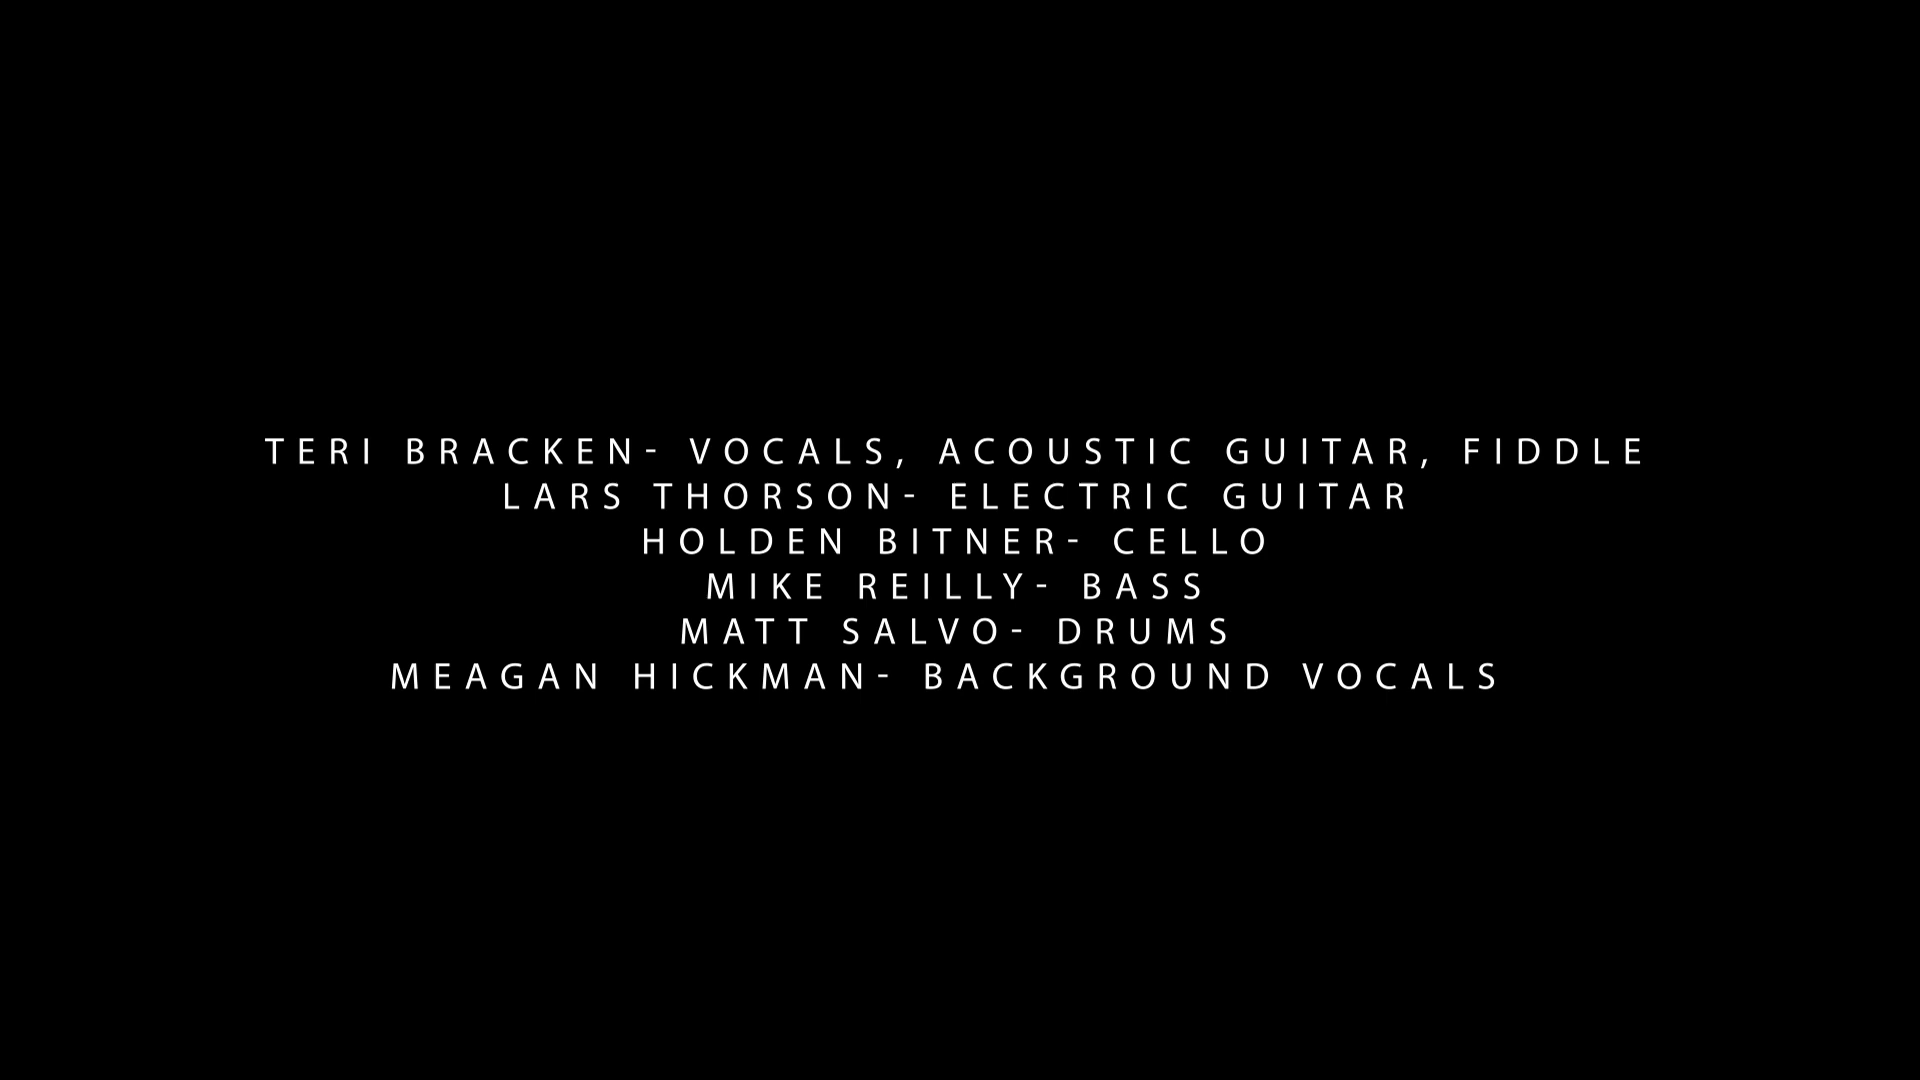 TERI BRACKEN- VOCALS, ACOUSTIC GUITAR, FIDDLE
LARS THORSON- ELECTRIC GUITAR
HOLDEN BITNER- CELLO
MIKE REILLY- BASS
MATT SALVO- DRUMS
MEAGAN HICKMAN- BACKGROUND VOCALS